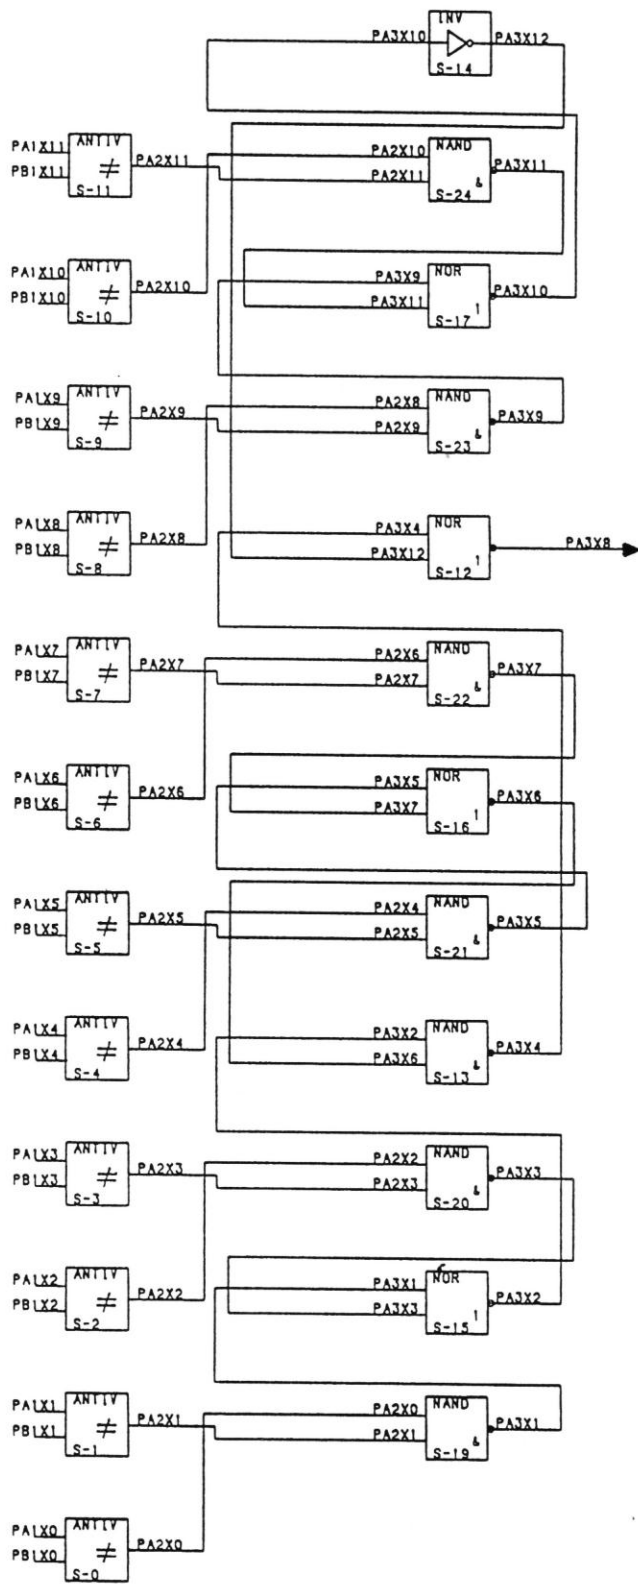 INV
PA3X10 PA3X12
S-14
ANTIV NAND
PA1X11 PA2X10 PA3X11
PB1X11 ≠ PA2X11 PA2X11 &
S-11 S-24
ANTIV NOR
PA1X10 PA3X9
PB1X10 ≠ PA2X10 PA3X11 1 PA3X10
S-10 S-17
ANTIV NAND
PA1X9 PA2X8
PB1X9 ≠ PA2X9 PA2X9 & PA3X9
S-9 S-23
ANTIV NOR
PA1X8 PA3X4
PB1X8 ≠ PA2X8 PA3X12 1 PA3X8
S-8 S-12
ANTIV NAND
PA1X7 PA2X6
PB1X7 ≠ PA2X7 PA2X7 & PA3X7
S-7 S-22
ANTIV NOR
PA1X6 PA3X5
PB1X6 ≠ PA2X6 PA3X7 1 PA3X6
S-6 S-16
ANTIV NAND
PA1X5 PA2X4
PB1X5 ≠ PA2X5 PA2X5 & PA3X5
S-5 S-21
ANTIV NAND
PA1X4 PA3X2
PB1X4 ≠ PA2X4 PA3X6 & PA3X4
S-4 S-13
ANTIV NAND
PA1X3 PA2X2
PB1X3 ≠ PA2X3 PA2X3 & PA3X3
S-3 S-20
ANTIV NOR
PA1X2 PA3X1
PB1X2 ≠ PA2X2 PA3X3 1 PA3X2
S-2 S-15
ANTIV NAND
PA1X1 PA2X0
PB1X1 ≠ PA2X1 PA2X1 & PA3X1
S-1 S-19
ANTIV
PA1X0
PB1X0 ≠ PA2X0
S-0